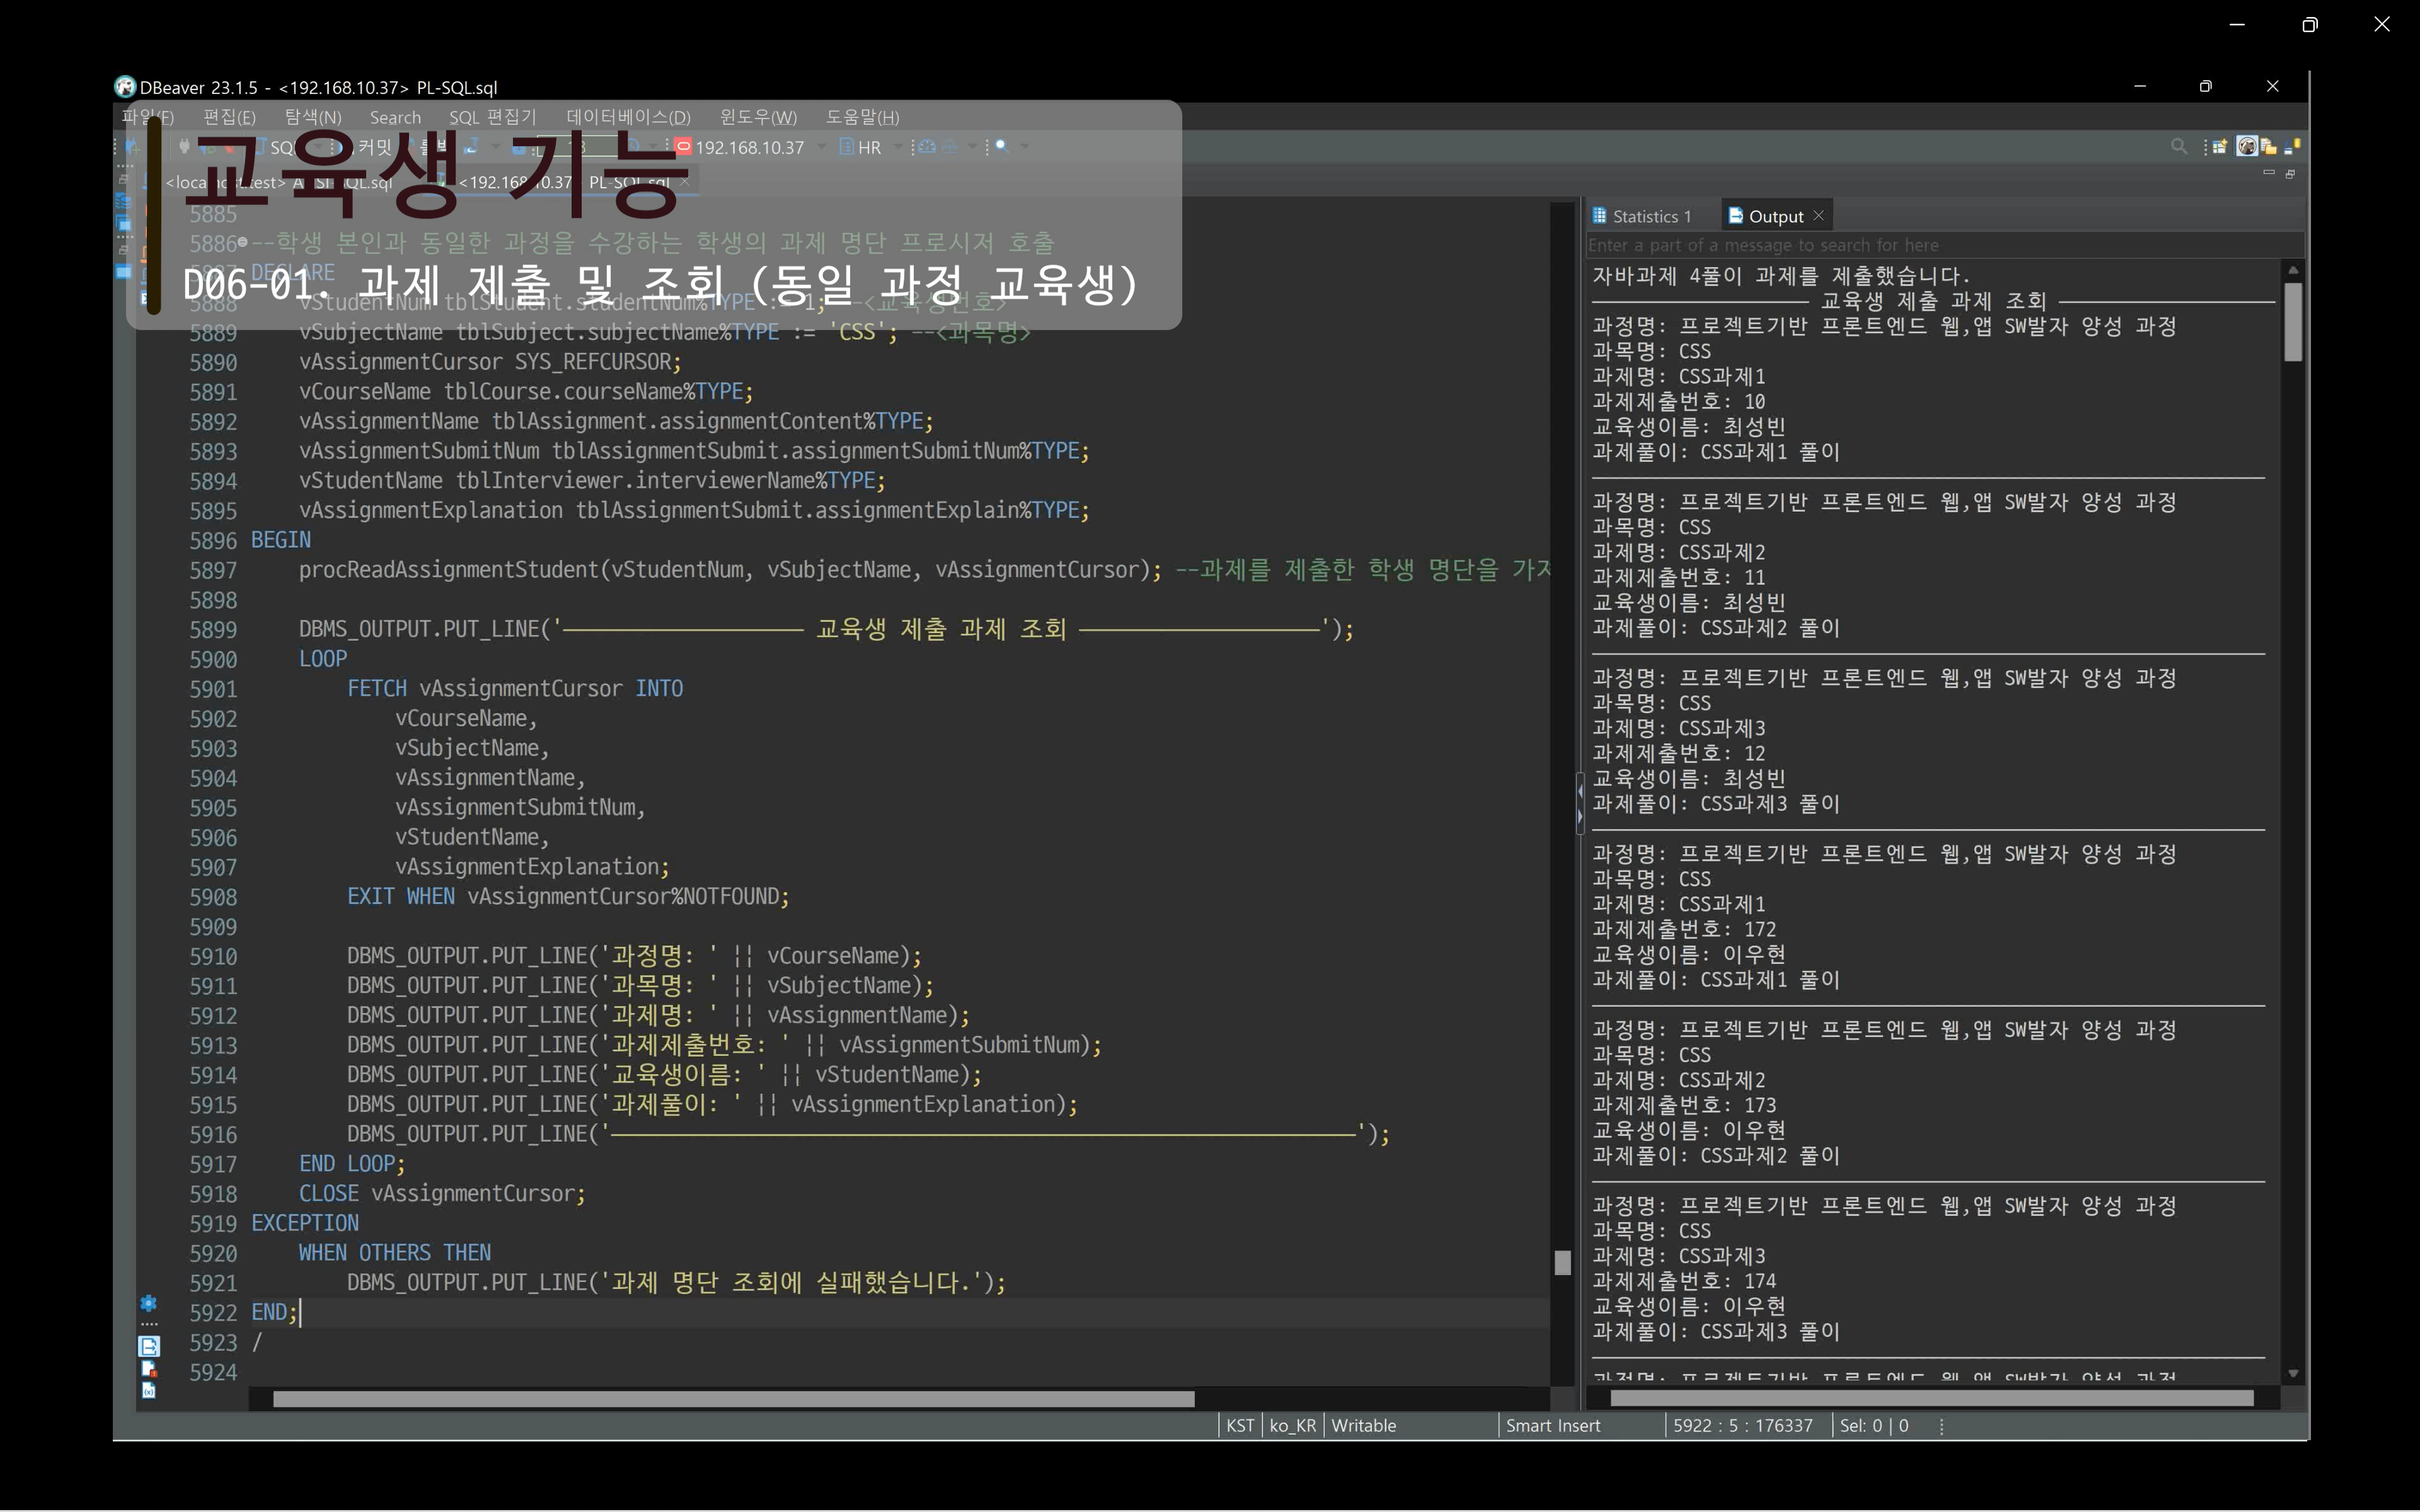 DBeaver 23.1.5 - <192.168.10.37> PL-SQL.sql
파일(F) 편집(E) 탐색(N) Search SQL 편집기 데이터베이스(D) 윈도우(W) 도움말(H)
커밋 192.168.10.37 HR
교육생 기능
<192.168.10.37> PL-SQL.sql
5885
5886 --학생 본인과 동일한 과정을 수강하는 학생의 과제 명단 프로시저 호출
DECLARE
D06-01. 과제 제출 및 조회 (동일 과정 교육생)
5888 vStudentNum tblStudent.studentNum%TYPE := 1; --<교육생번호>
5889 vSubjectName tblSubject.subjectName%TYPE := 'CSS'; --<과목명>
5890 vAssignmentCursor SYS_REFCURSOR;
5891 vCourseName tblCourse.courseName%TYPE;
5892 vAssignmentName tblAssignment.assignmentContent%TYPE;
5893 vAssignmentSubmitNum tblAssignmentSubmit.assignmentSubmitNum%TYPE;
5894 vStudentName tblInterviewer.interviewerName%TYPE;
5895 vAssignmentExplanation tblAssignmentSubmit.assignmentExplain%TYPE;
5896 BEGIN
5897 procReadAssignmentStudent(vStudentNum, vSubjectName, vAssignmentCursor); --과제를 제출한 학생 명단을
5898
5899 DBMS_OUTPUT.PUT_LINE('──────────────────── 교육생 제출 과제 조회 ────────────────────');
5900 LOOP
5901 FETCH vAssignmentCursor INTO
5902 vCourseName,
5903 vSubjectName,
5904 vAssignmentName,
5905 vAssignmentSubmitNum,
5906 vStudentName,
5907 vAssignmentExplanation;
5908 EXIT WHEN vAssignmentCursor%NOTFOUND;
5909
5910 DBMS_OUTPUT.PUT_LINE('과정명: ' || vCourseName);
5911 DBMS_OUTPUT.PUT_LINE('과목명: ' || vSubjectName);
5912 DBMS_OUTPUT.PUT_LINE('과제명: ' || vAssignmentName);
5913 DBMS_OUTPUT.PUT_LINE('과제제출번호: ' || vAssignmentSubmitNum);
5914 DBMS_OUTPUT.PUT_LINE('교육생이름: ' || vStudentName);
5915 DBMS_OUTPUT.PUT_LINE('과제풀이: ' || vAssignmentExplanation);
5916 DBMS_OUTPUT.PUT_LINE('──────────────────────────────────────────────────────────────');
5917 END LOOP;
5918 CLOSE vAssignmentCursor;
5919 EXCEPTION
5920 WHEN OTHERS THEN
5921 DBMS_OUTPUT.PUT_LINE('과제 명단 조회에 실패했습니다.');
5922 END;
5923 /
5924
Statistics 1 Output
Enter a part of a message to search for here
자바과제 4풀이 과제를 제출했습니다.
──────────────────── 교육생 제출 과제 조회 ────────────────────
과정명: 프로젝트기반 프론트엔드 웹,앱 SW발자 양성 과정
과목명: CSS
과제명: CSS과제1
과제제출번호: 10
교육생이름: 최성빈
과제풀이: CSS과제1 풀이
과정명: 프로젝트기반 프론트엔드 웹,앱 SW발자 양성 과정
과목명: CSS
과제명: CSS과제2
과제제출번호: 11
교육생이름: 최성빈
과제풀이: CSS과제2 풀이
과정명: 프로젝트기반 프론트엔드 웹,앱 SW발자 양성 과정
과목명: CSS
과제명: CSS과제3
과제제출번호: 12
교육생이름: 최성빈
과제풀이: CSS과제3 풀이
과정명: 프로젝트기반 프론트엔드 웹,앱 SW발자 양성 과정
과목명: CSS
과제명: CSS과제1
과제제출번호: 172
교육생이름: 이우현
과제풀이: CSS과제1 풀이
과정명: 프로젝트기반 프론트엔드 웹,앱 SW발자 양성 과정
과목명: CSS
과제명: CSS과제2
과제제출번호: 173
교육생이름: 이우현
과제풀이: CSS과제2 풀이
과정명: 프로젝트기반 프론트엔드 웹,앱 SW발자 양성 과정
과목명: CSS
과제명: CSS과제3
과제제출번호: 174
교육생이름: 이우현
과제풀이: CSS과제3 풀이
KST ko_KR Writable Smart Insert 5922 : 5 : 176337 Sel: 0 | 0